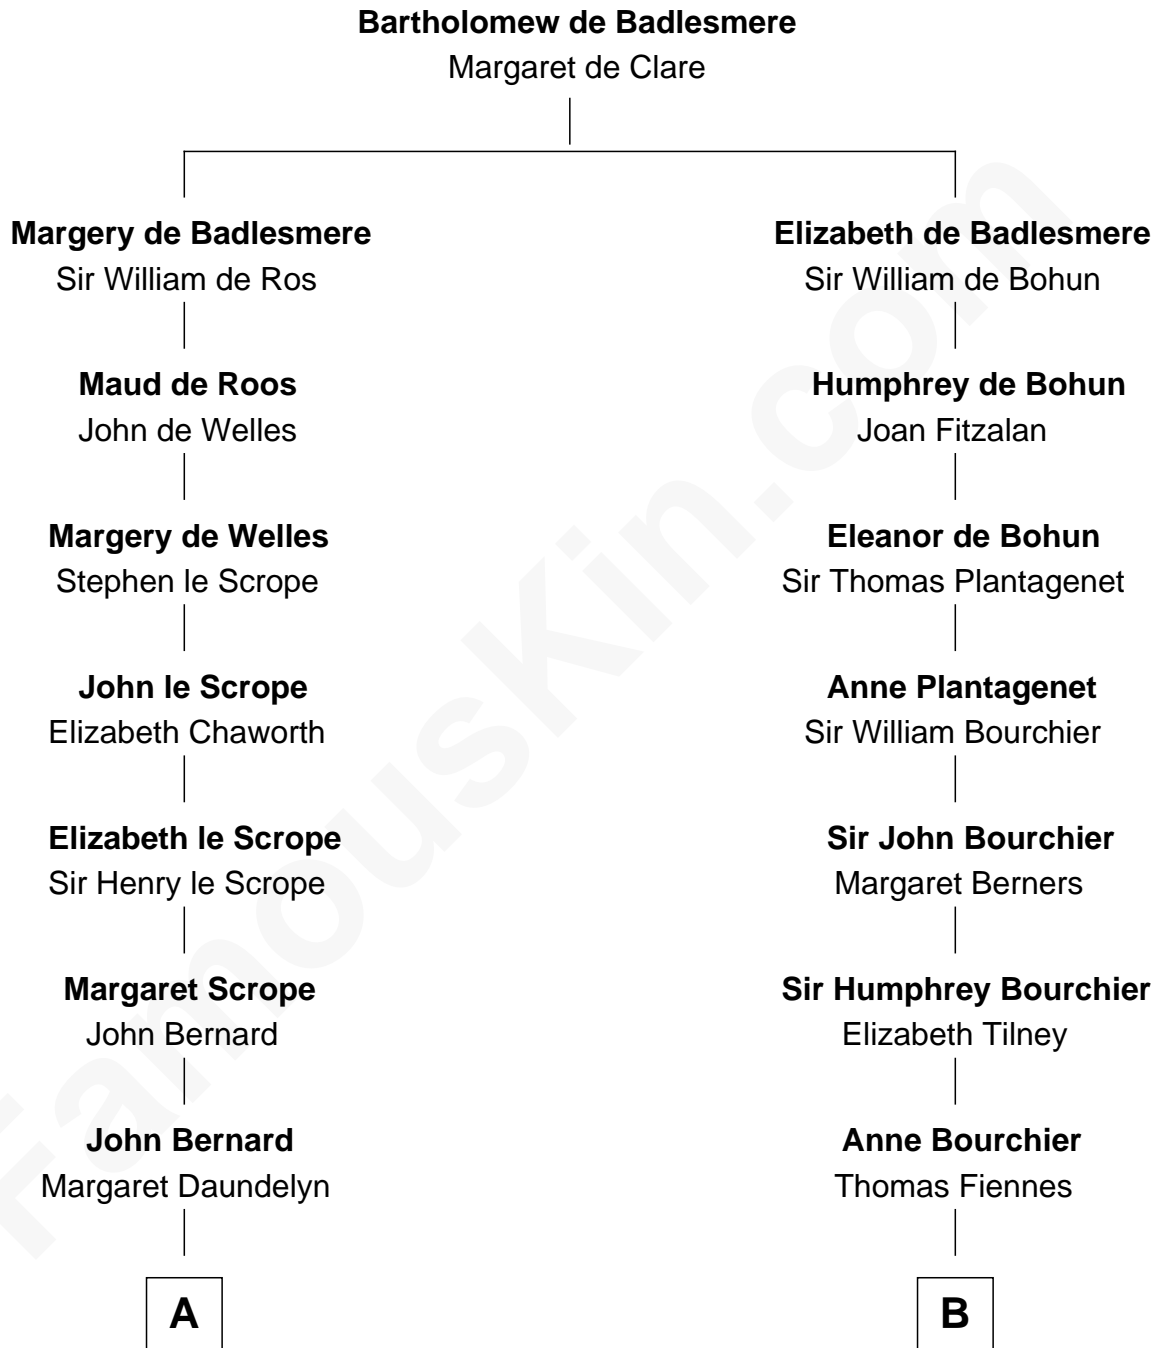 Bartholomew de Badlesmere
Margaret de Clare
Margery de Badlesmere
Sir William de Ros
Maud de Roos
John de Welles
Margery de Welles
Stephen le Scrope
John le Scrope
Elizabeth Chaworth
Elizabeth le Scrope
Sir Henry le Scrope
Margaret Scrope
John Bernard
John Bernard
Margaret Daundelyn
A
Elizabeth de Badlesmere
Sir William de Bohun
Humphrey de Bohun
Joan Fitzalan
Eleanor de Bohun
Sir Thomas Plantagenet
Anne Plantagenet
Sir William Bourchier
Sir John Bourchier
Margaret Berners
Sir Humphrey Bourchier
Elizabeth Tilney
Anne Bourchier
Thomas Fiennes
B
FamousKin.com